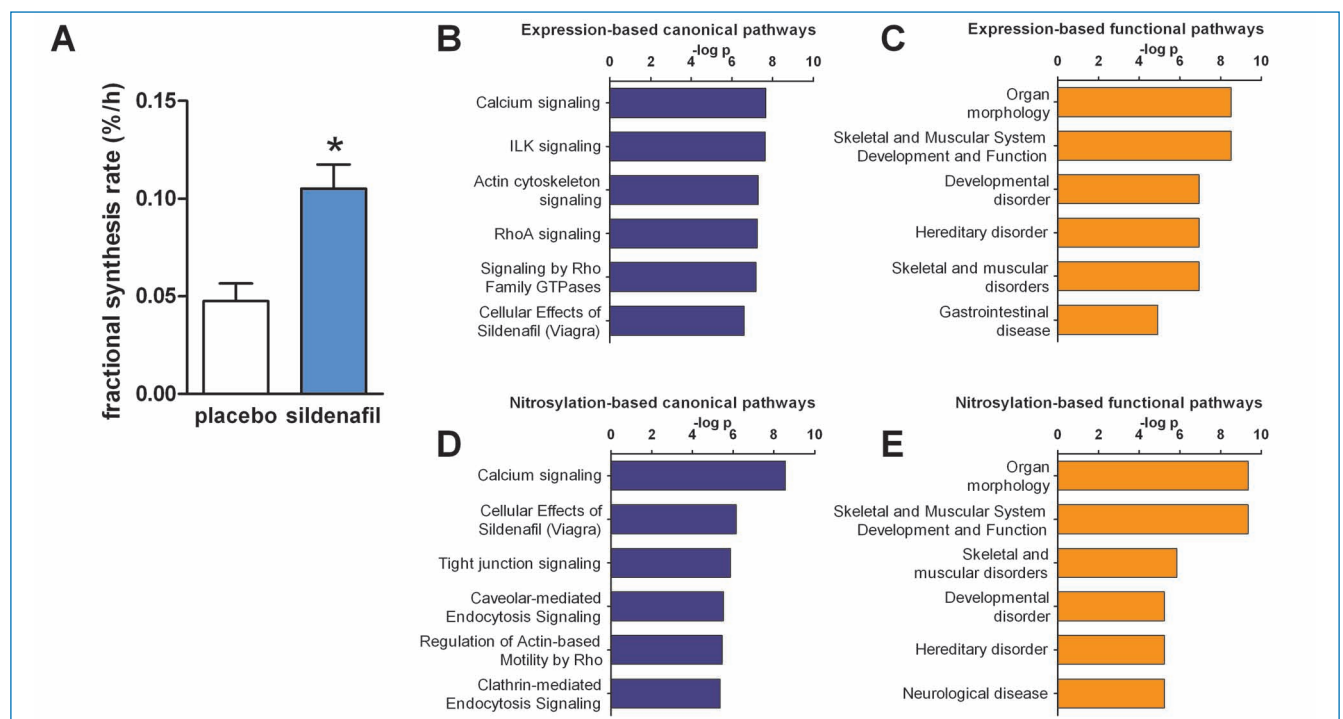 A
fractional synthesis rate (%/h)
0.15
0.10
0.05
0.00
*
placebo sildenafil
B
Expression-based canonical pathways
-log p
0 2 4 6 8 10
Calcium signaling
ILK signaling
Actin cytoskeleton
signaling
RhoA signaling
Signaling by Rho
Family GTPases
Cellular Effects of
Sildenafil (Viagra)
C
Expression-based functional pathways
-log p
0 2 4 6 8 10
Organ
morphology
Skeletal and Muscular System
Development and Function
Developmental
disorder
Hereditary disorder
Skeletal and muscular
disorders
Gastrointestinal
disease
D
Nitrosylation-based canonical pathways
-log p
0 2 4 6 8 10
Calcium signaling
Cellular Effects of
Sildenafil (Viagra)
Tight junction signaling
Caveolar-mediated
Endocytosis Signaling
Regulation of Actin-based
Motility by Rho
Clathrin-mediated
Endocytosis Signaling
E
Nitrosylation-based functional pathways
-log p
0 2 4 6 8 10
Organ
morphology
Skeletal and Muscular System
Development and Function
Skeletal and
muscular disorders
Developmental
disorder
Hereditary disorder
Neurological disease